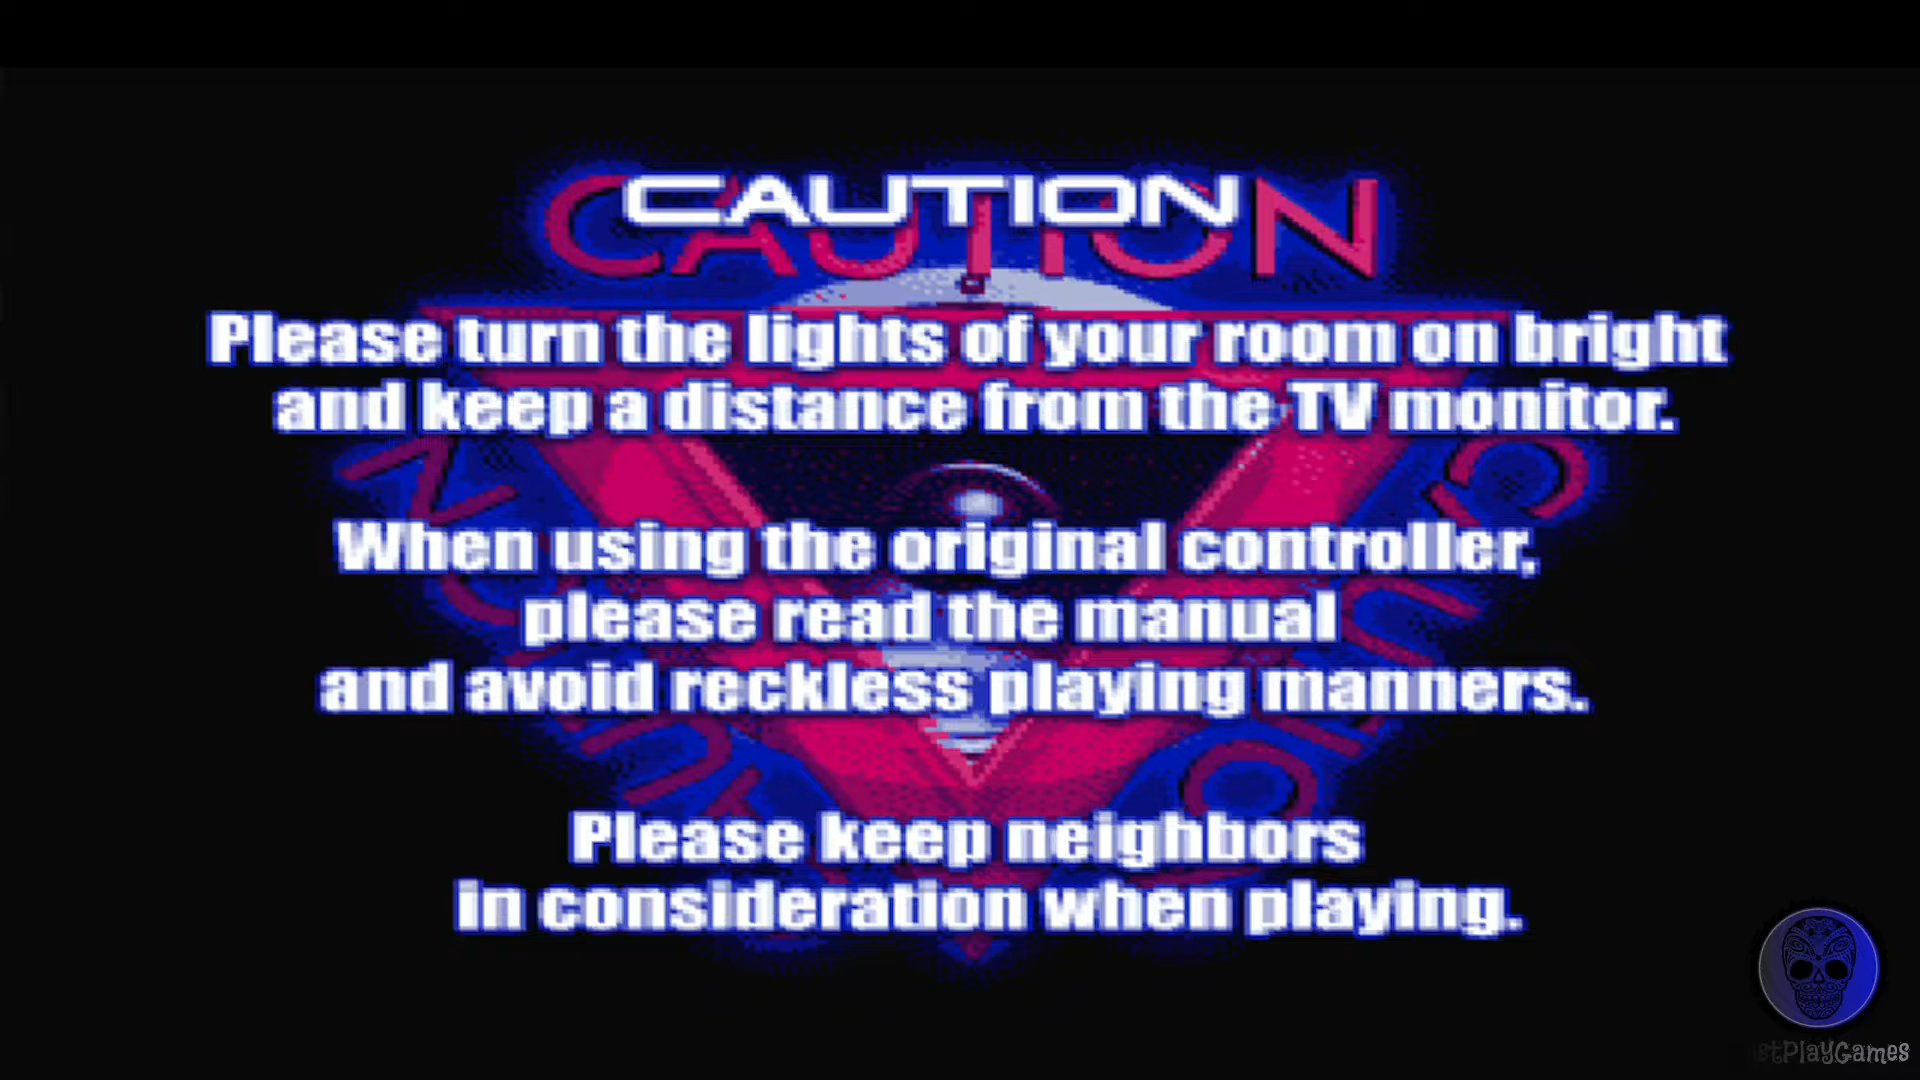 CAUTION
CAUTION
Please turn the lights of your room on bright
and keep a distance from the TV monitor.
When using the original controller,
please read the manual
and avoid reckless playing manners.
Please keep neighbors
in consideration when playing.
stPlayGames